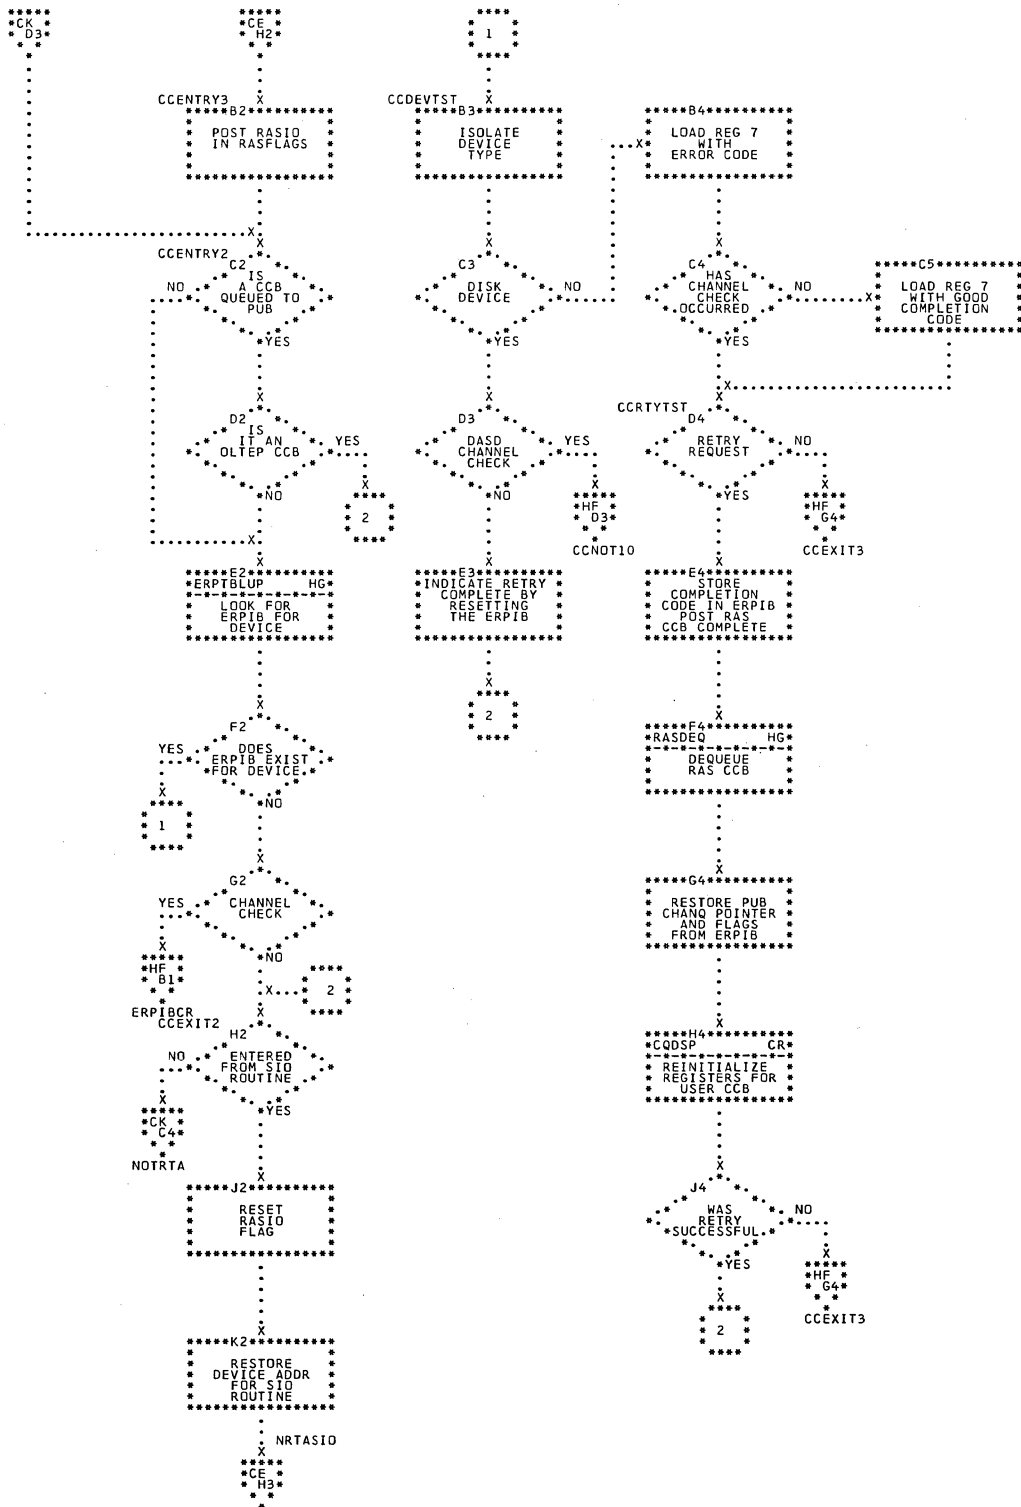 CK
D3
CE
H2
1
CCENTRY3
B2
POST RASIO
IN RASFLAGS
CCDEVTST
B3
ISOLATE
DEVICE
TYPE
B4
LOAD REG 7
WITH
ERROR CODE
CCENTRY2
C2
IS
A CCB
QUEUED TO
PUB
NO
YES
C3
DISK
DEVICE
NO
YES
C4
HAS
CHANNEL
CHECK
OCCURRED
NO
YES
C5
LOAD REG 7
WITH GOOD
COMPLETION
CODE
D2
IS
IT AN
OLTEP CCB
YES
NO
2
D3
DASD
CHANNEL
CHECK
YES
NO
HF
D3
CCNOT10
CCRTYTST
D4
RETRY
REQUEST
NO
YES
HF
G4
CCEXIT3
E2
ERPTBLUP HG
LOOK FOR
ERPIB FOR
DEVICE
E3
INDICATE RETRY
COMPLETE BY
RESETTING
THE ERPIB
2
E4
STORE
COMPLETION
CODE IN ERPIB
POST RAS
CCB COMPLETE
F2
DOES
ERPIB EXIST
FOR DEVICE
YES
NO
1
F4
RASDEQ HG
DEQUEUE
RAS CCB
G2
CHANNEL
CHECK
YES
NO
HF
B1
ERPIBCR
2
G4
RESTORE PUB
CHANQ POINTER
AND FLAGS
FROM ERPIB
CCEXIT2
H2
ENTERED
FROM SIO
ROUTINE
NO
YES
CK
C4
NOTRTA
H4
CQDSP CR
REINITIALIZE
REGISTERS FOR
USER CCB
J2
RESET
RASIO
FLAG
J4
WAS
RETRY
SUCCESSFUL
NO
YES
HF
G4
CCEXIT3
2
K2
RESTORE
DEVICE ADDR
FOR SIO
ROUTINE
NRTASIO
CE
H3